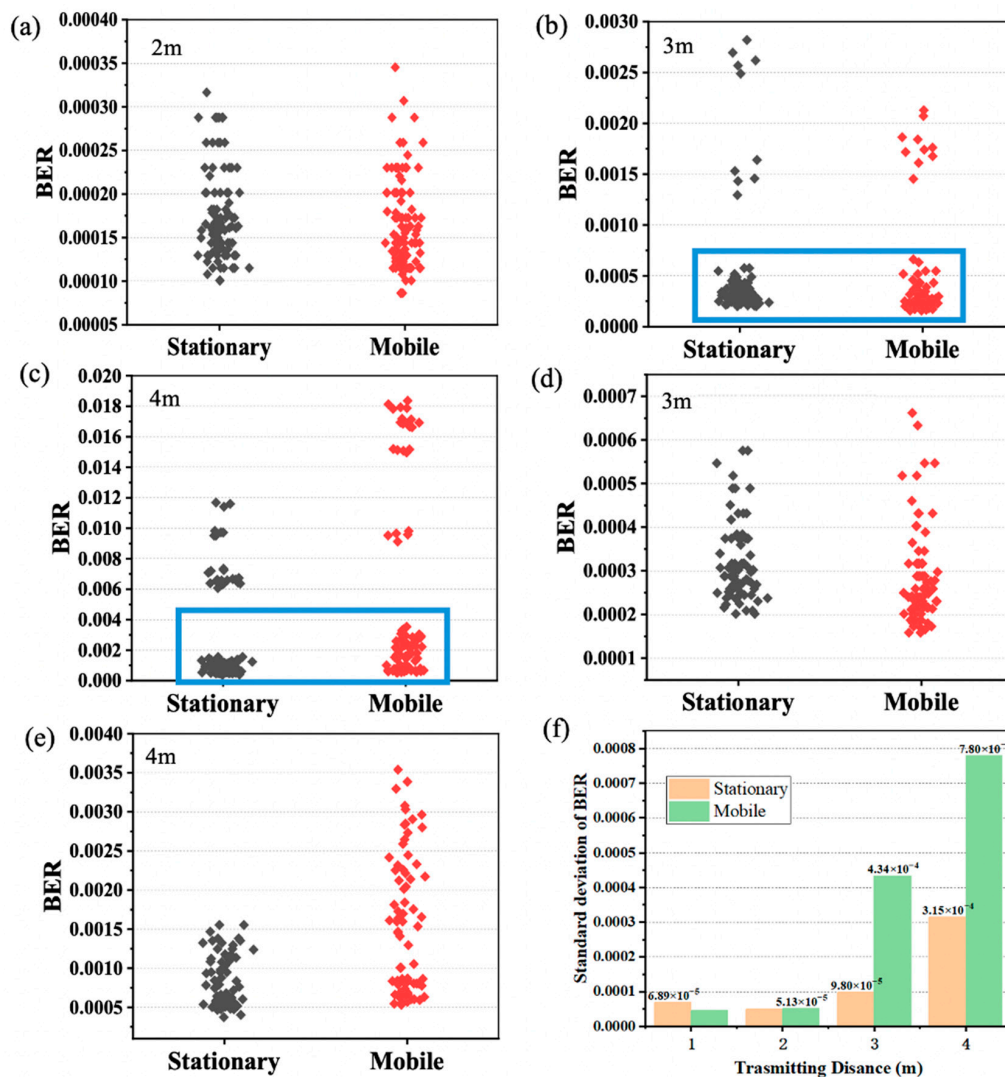 (a)
2m
BER
0.00040
0.00035
0.00030
0.00025
0.00020
0.00015
0.00010
0.00005
Stationary Mobile
(b)
3m
BER
0.0030
0.0025
0.0020
0.0015
0.0010
0.0005
0.0000
Stationary Mobile
(c)
4m
BER
0.020
0.018
0.016
0.014
0.012
0.010
0.008
0.006
0.004
0.002
0.000
Stationary Mobile
(d)
3m
BER
0.0007
0.0006
0.0005
0.0004
0.0003
0.0002
0.0001
Stationary Mobile
(e)
4m
BER
0.0040
0.0035
0.0030
0.0025
0.0020
0.0015
0.0010
0.0005
Stationary Mobile
(f)
Standard deviation of BER
0.0008
0.0007
0.0006
0.0005
0.0004
0.0003
0.0002
0.0001
0.0000
Stationary
Mobile
6.89×10⁻⁵
5.13×10⁻⁵
9.80×10⁻⁵
4.34×10⁻⁴
3.15×10⁻⁴
7.80×10⁻
1 2 3 4
Trasmitting Disance (m)